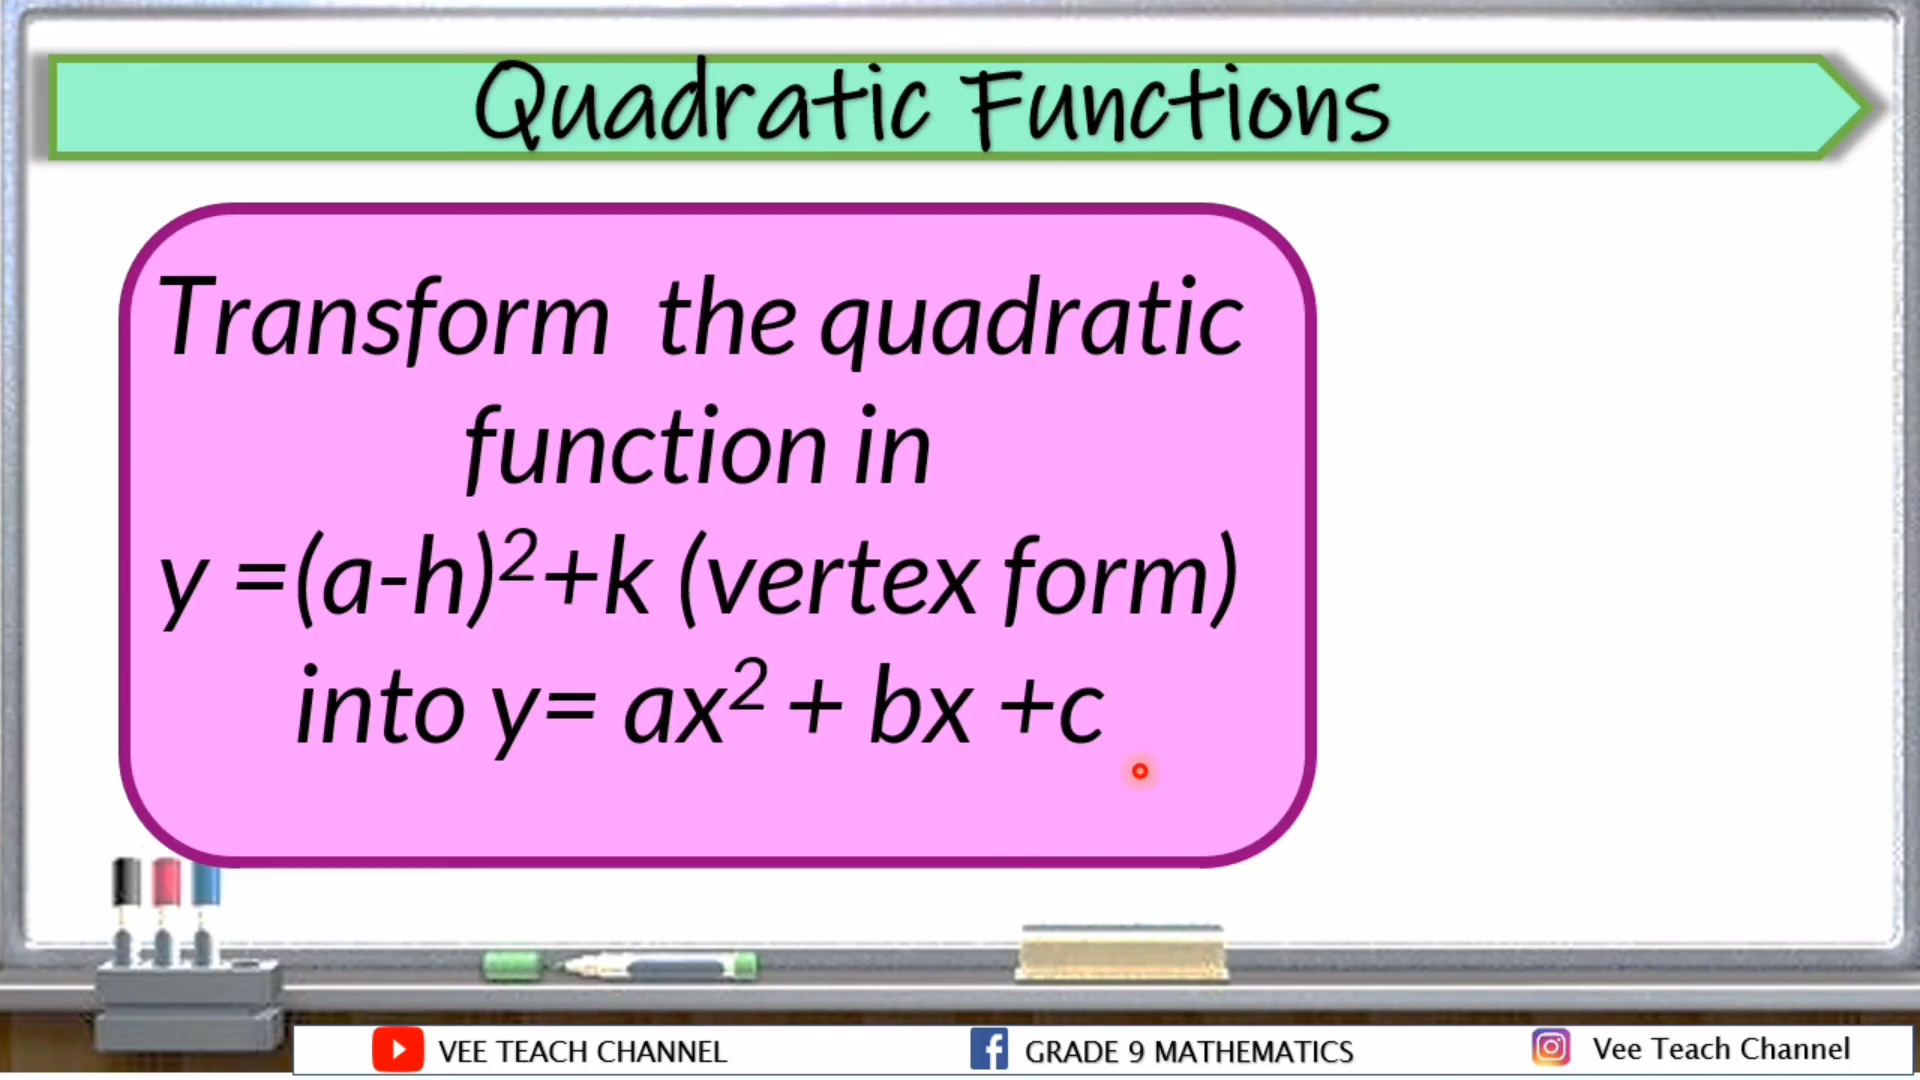 Quadratic Functions
Transform the quadratic
function in
y =(a-h)²+k (vertex form)
into y= ax² + bx +c
VEE TEACH CHANNEL
GRADE 9 MATHEMATICS
Vee Teach Channel